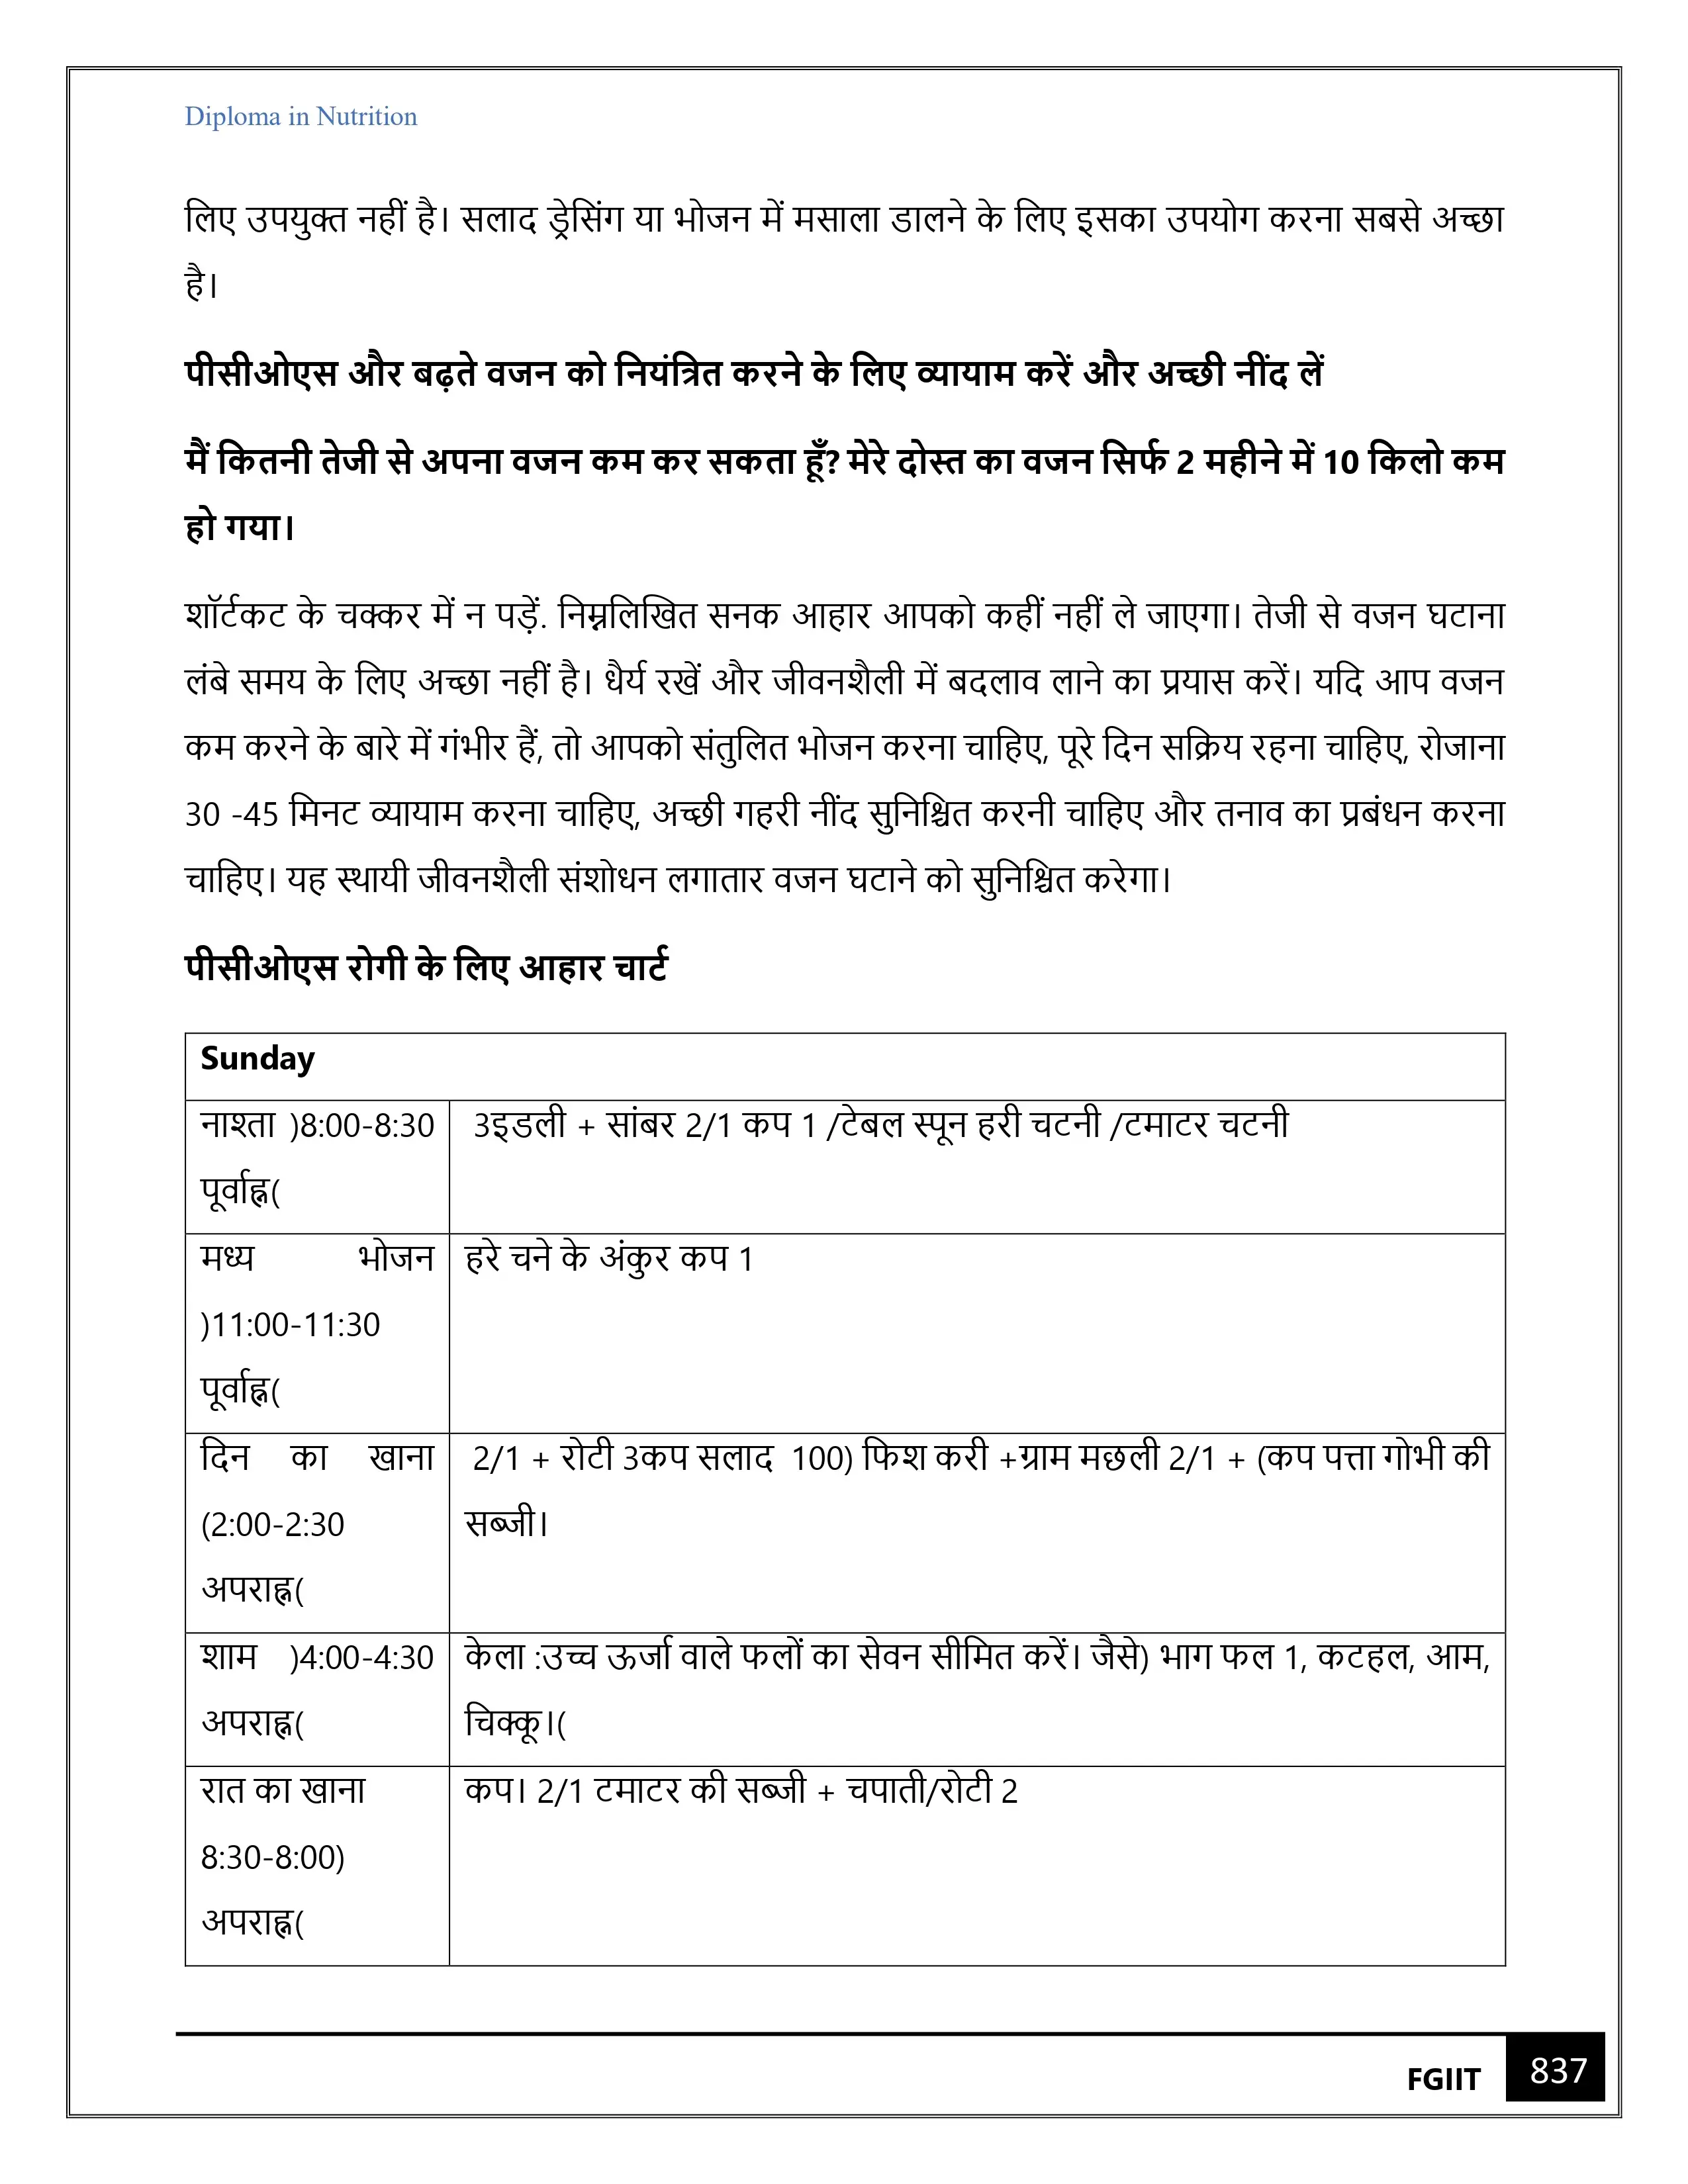 Diploma in Nutrition
लिए उपयुक्त नहीं है। सलाद ड्रेसिंग या भोजन में मसाला डालने के लिए इसका उपयोग करना सबसे अच्छा
है।
पीसीओएस और बढ़ते वजन को नियंत्रित करने के लिए व्यायाम करें और अच्छी नींद लें
मैं कितनी तेजी से अपना वजन कम कर सकता हूँ? मेरे दोस्त का वजन सिर्फ 2 महीने में 10 किलो कम
हो गया।
शॉर्टकट के चक्कर में न पड़ें. निम्नलिखित सनक आहार आपको कहीं नहीं ले जाएगा। तेजी से वजन घटाना
लंबे समय के लिए अच्छा नहीं है। धैर्य रखें और जीवनशैली में बदलाव लाने का प्रयास करें। यदि आप वजन
कम करने के बारे में गंभीर हैं, तो आपको संतुलित भोजन करना चाहिए, पूरे दिन सक्रिय रहना चाहिए, रोजाना
30 -45 मिनट व्यायाम करना चाहिए, अच्छी गहरी नींद सुनिश्चित करनी चाहिए और तनाव का प्रबंधन करना
चाहिए। यह स्थायी जीवनशैली संशोधन लगातार वजन घटाने को सुनिश्चित करेगा।
पीसीओएस रोगी के लिए आहार चार्ट
Sunday
नाश्ता )8:00-8:30
पूर्वाह्न(
3इडली + सांबर 2/1 कप 1 /टेबल स्पून हरी चटनी /टमाटर चटनी
मध्य भोजन
)11:00-11:30
पूर्वाह्न(
हरे चने के अंकुर कप 1
दिन का खाना
(2:00-2:30
अपराह्न(
2/1 + रोटी 3कप सलाद 100) फिश करी +ग्राम मछली 2/1 + (कप पत्ता गोभी की
सब्जी।
शाम )4:00-4:30
अपराह्न(
केला :उच्च ऊर्जा वाले फलों का सेवन सीमित करें। जैसे) भाग फल 1, कटहल, आम,
चिक्कू।(
रात का खाना
8:30-8:00)
अपराह्न(
कप। 2/1 टमाटर की सब्जी + चपाती/रोटी 2
FGIIT
837